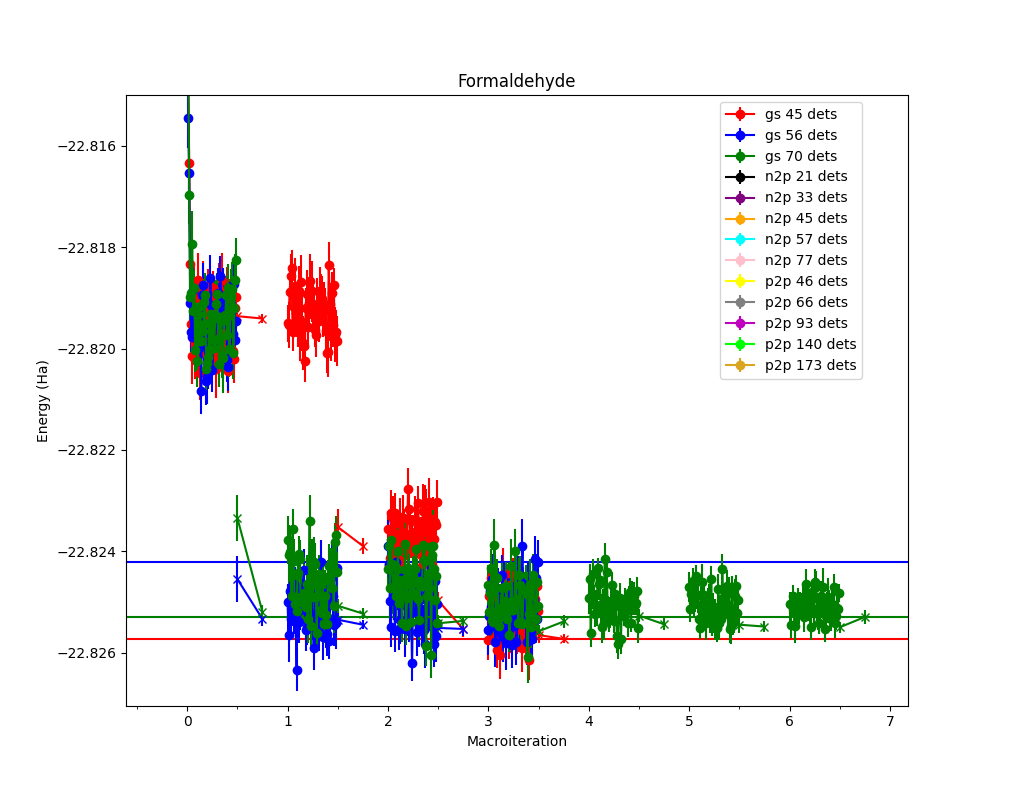 Formaldehyde
Energy (Ha)
−22.816
−22.818
−22.820
−22.822
−22.824
−22.826
gs 45 dets
gs 56 dets
gs 70 dets
n2p 21 dets
n2p 33 dets
n2p 45 dets
n2p 57 dets
n2p 77 dets
p2p 46 dets
p2p 66 dets
p2p 93 dets
p2p 140 dets
p2p 173 dets
0 1 2 3 4 5 6 7
Macroiteration